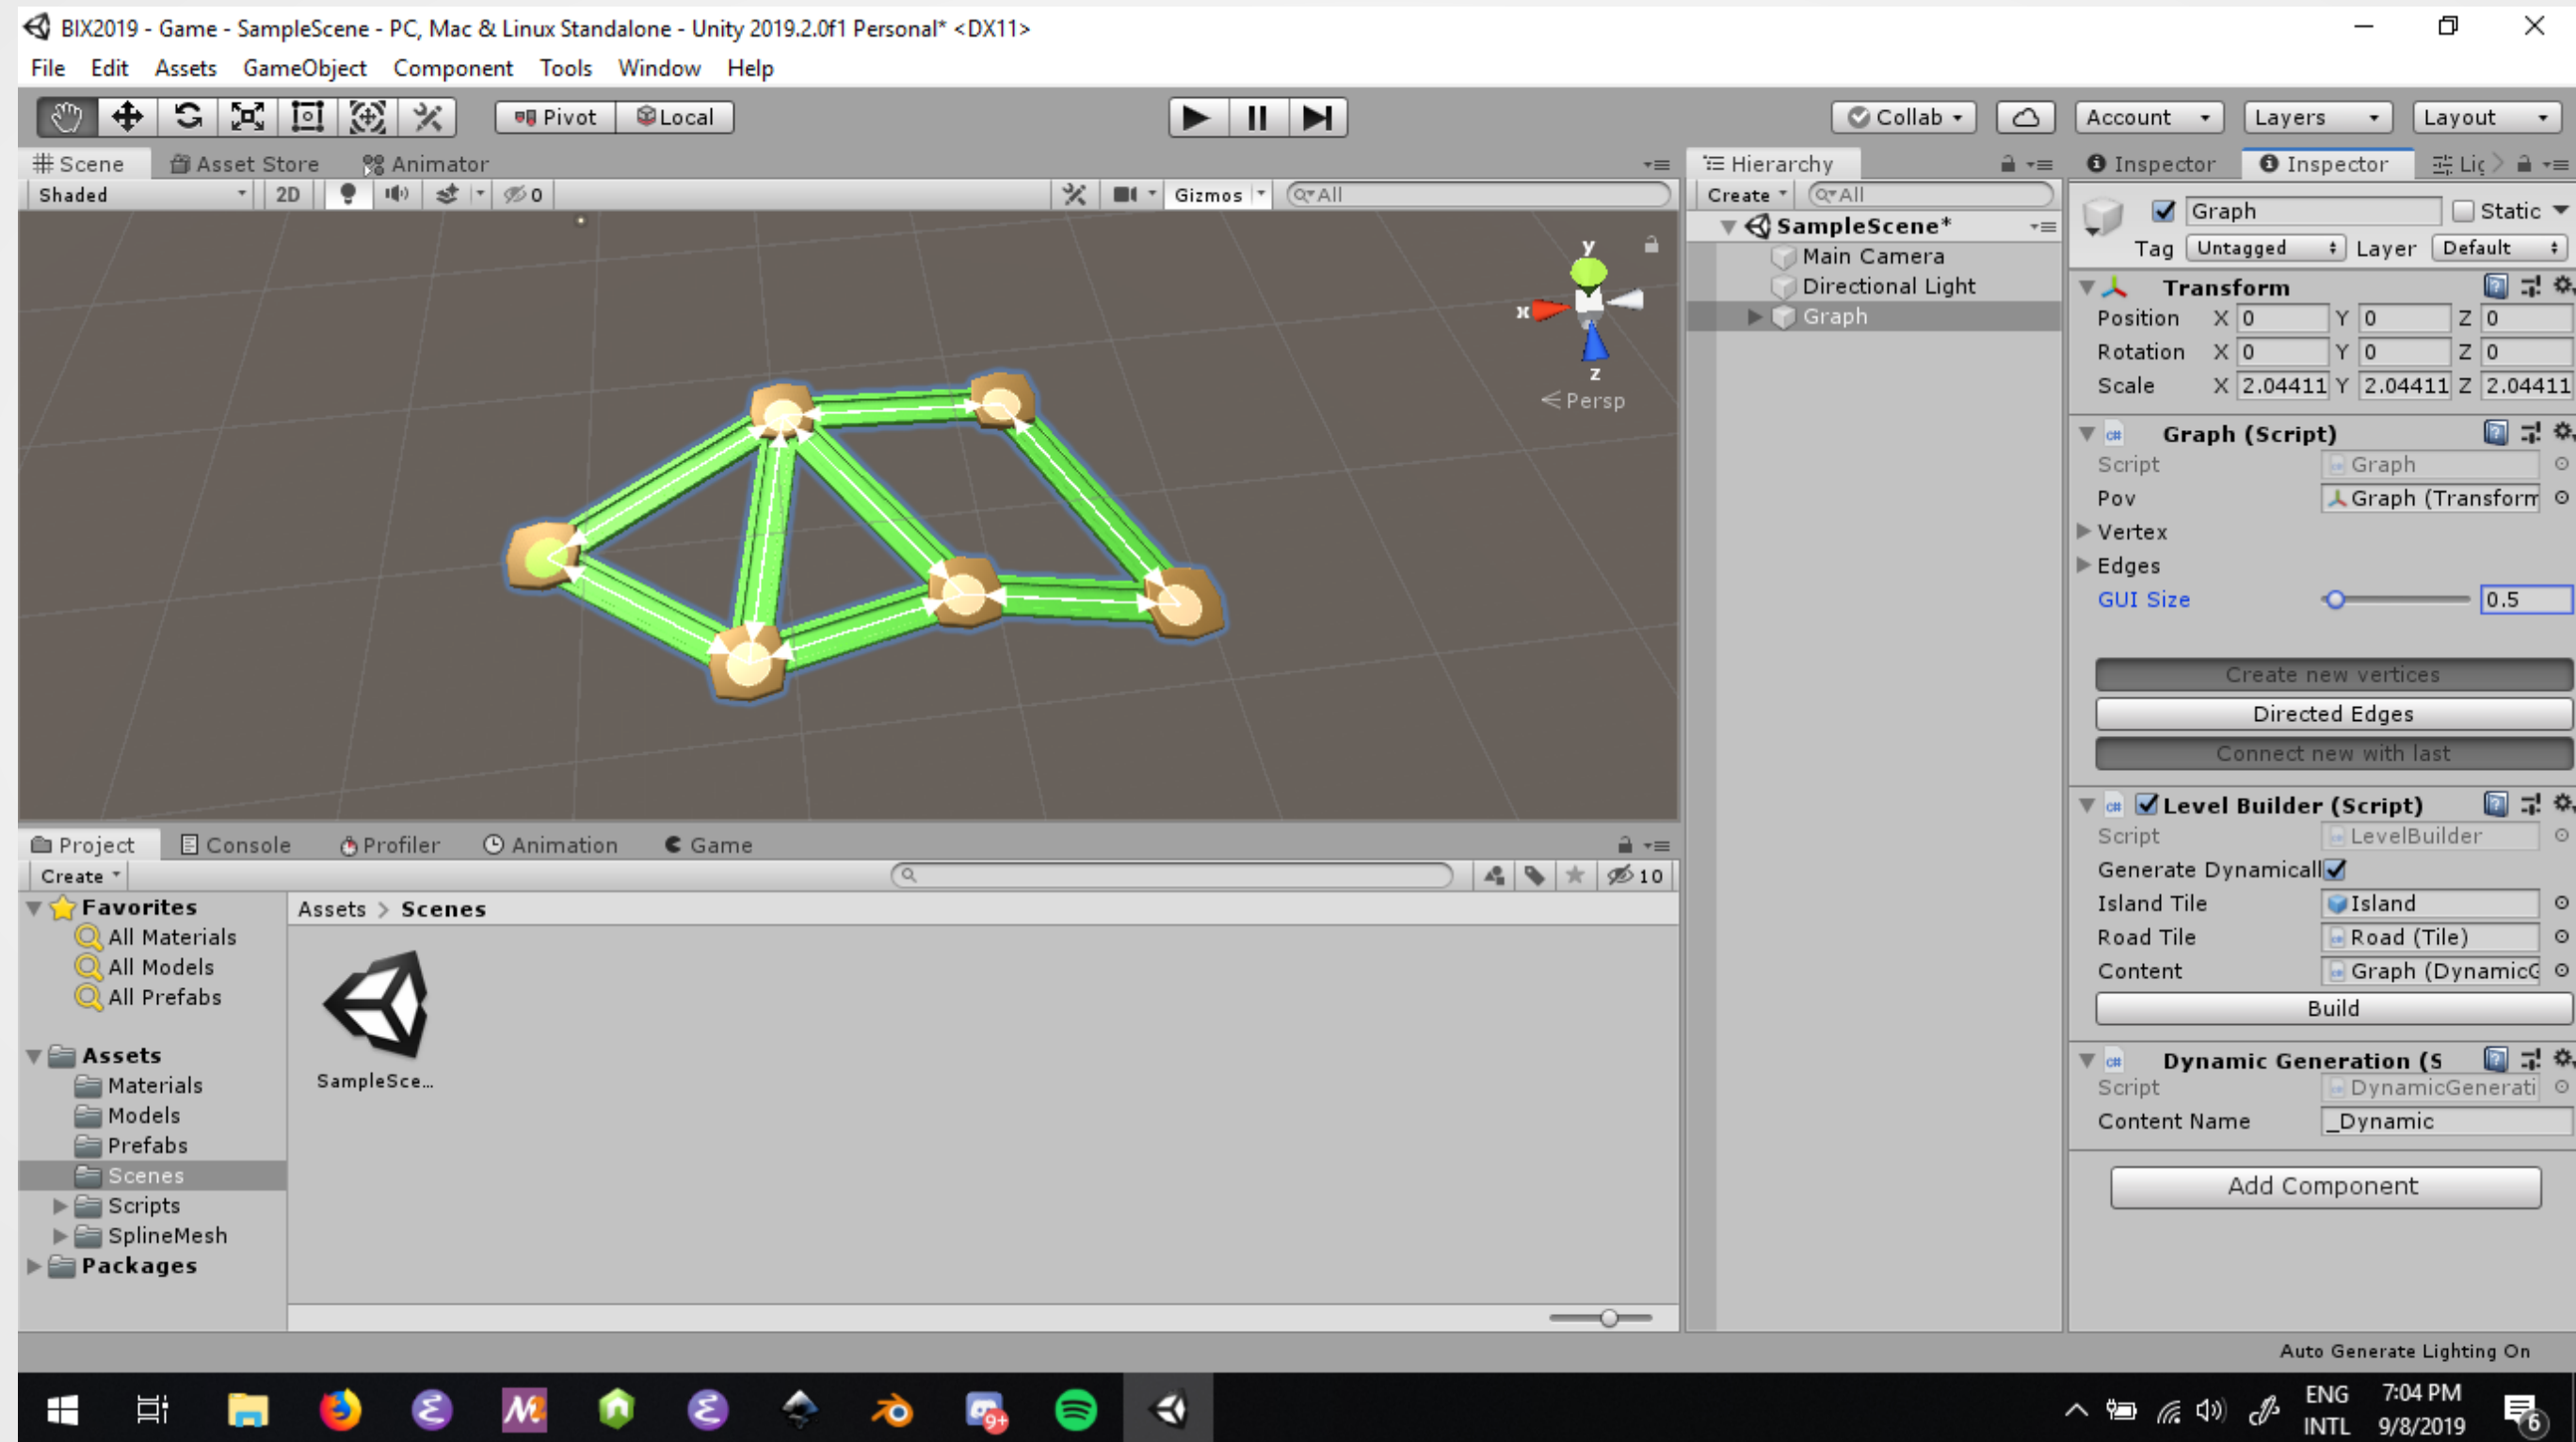 BIX2019 - Game - SampleScene - PC, Mac & Linux Standalone - Unity 2019.2.0f1 Personal* <DX11>
File Edit Assets GameObject Component Tools Window Help
Pivot Local Collab Account Layers Layout
Scene Asset Store Animator
Shaded 2D 0 Gizmos All
y
x
z
Persp
Hierarchy
Create All
SampleScene*
Main Camera
Directional Light
Graph
Inspector Inspector Lig
Graph Static
Tag Untagged Layer Default
Transform
Position X 0 Y 0 Z 0
Rotation X 0 Y 0 Z 0
Scale X 2.04411 Y 2.04411 Z 2.04411
Graph (Script)
Script Graph
Pov Graph (Transform
Vertex
Edges
GUI Size 0.5
Create new vertices
Directed Edges
Connect new with last
Level Builder (Script)
Script LevelBuilder
Generate Dynamicall
Island Tile Island
Road Tile Road (Tile)
Content Graph (DynamicG
Build
Dynamic Generation (S
Script DynamicGenerati
Content Name _Dynamic
Add Component
Project Console Profiler Animation Game
Create 10
Favorites
All Materials
All Models
All Prefabs
Assets
Materials
Models
Prefabs
Scenes
Scripts
SplineMesh
Packages
Assets > Scenes
SampleSce...
Auto Generate Lighting On
9+
ENG
INTL
7:04 PM
9/8/2019
6